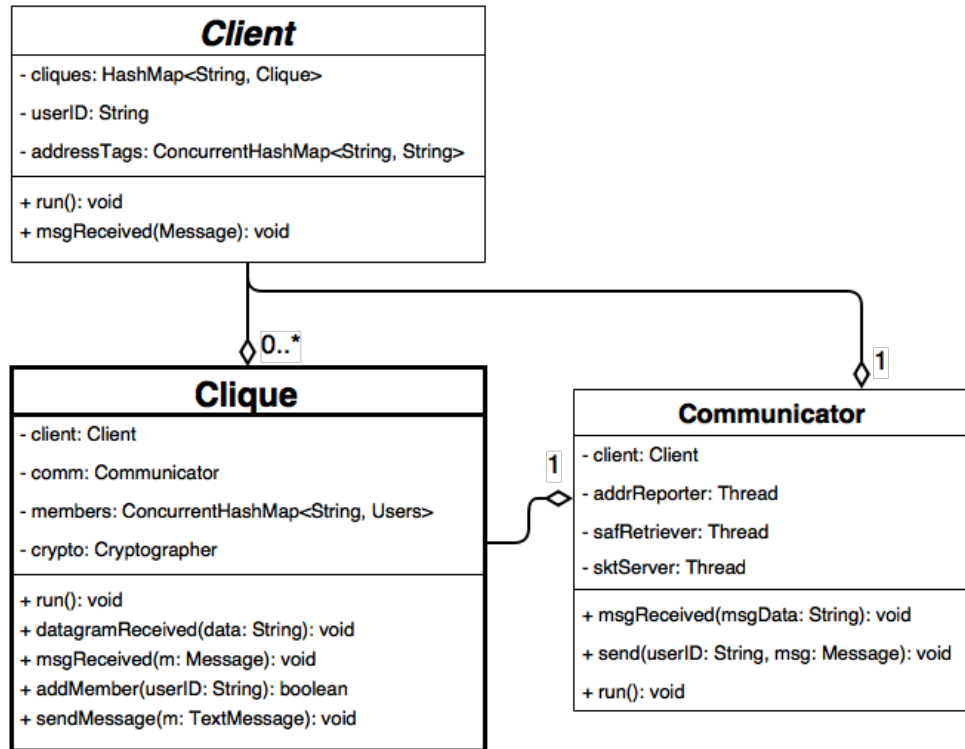 Client
- cliques: HashMap<String, Clique>
- userID: String
- addressTags: ConcurrentHashMap<String, String>
+ run(): void
+ msgReceived(Message): void
0..*
1
Clique
- client: Client
- comm: Communicator
- members: ConcurrentHashMap<String, Users>
- crypto: Cryptographer
+ run(): void
+ datagramReceived(data: String): void
+ msgReceived(m: Message): void
+ addMember(userID: String): boolean
+ sendMessage(m: TextMessage): void
1
Communicator
- client: Client
- addrReporter: Thread
- safRetriever: Thread
- sktServer: Thread
+ msgReceived(msgData: String): void
+ send(userID: String, msg: Message): void
+ run(): void